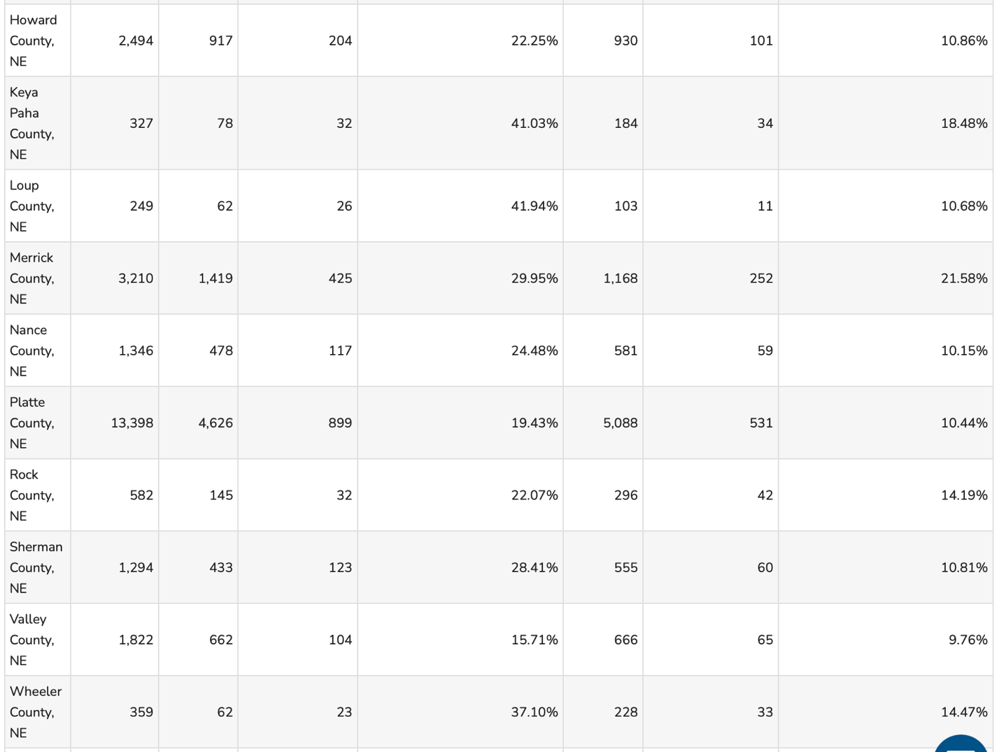 Howard
County,
NE
2,494 917 204 22.25% 930 101 10.86%
Keya
Paha
County,
NE
327 78 32 41.03% 184 34 18.48%
Loup
County,
NE
249 62 26 41.94% 103 11 10.68%
Merrick
County,
NE
3,210 1,419 425 29.95% 1,168 252 21.58%
Nance
County,
NE
1,346 478 117 24.48% 581 59 10.15%
Platte
County,
NE
13,398 4,626 899 19.43% 5,088 531 10.44%
Rock
County,
NE
582 145 32 22.07% 296 42 14.19%
Sherman
County,
NE
1,294 433 123 28.41% 555 60 10.81%
Valley
County,
NE
1,822 662 104 15.71% 666 65 9.76%
Wheeler
County,
NE
359 62 23 37.10% 228 33 14.47%